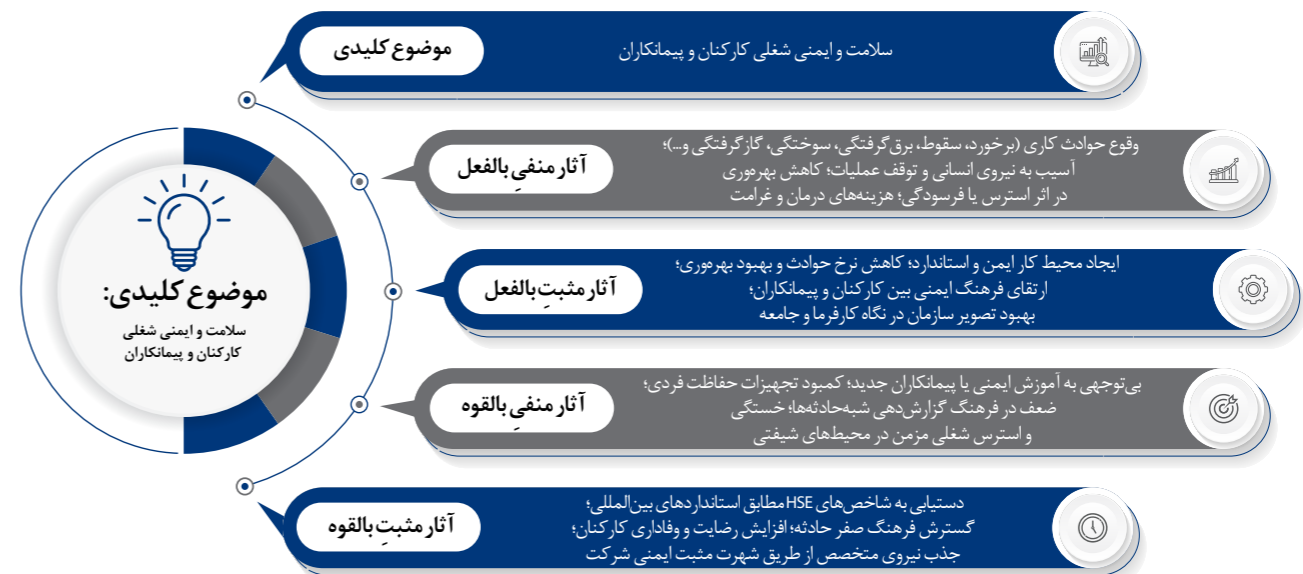 موضوع کلیدی
سلامت و ایمنی شغلی کارکنان و پیمانکاران
آثار منفیِ بالفعل
وقوع حوادث کاری (برخورد، سقوط، برق‌گرفتگی، سوختگی، گازگرفتگی و...)؛
آسیب به نیروی انسانی و توقف عملیات؛ کاهش بهره‌وری
در اثر استرس یا فرسودگی؛ هزینه‌های درمان و غرامت
آثار مثبتِ بالفعل
ایجاد محیط کار ایمن و استاندارد؛ کاهش نرخ حوادث و بهبود بهره‌وری؛
ارتقای فرهنگ ایمنی بین کارکنان و پیمانکاران؛
بهبود تصویر سازمان در نگاه کارفرما و جامعه
آثار منفیِ بالقوه
بی‌توجهی به آموزش ایمنی یا پیمانکاران جدید؛ کمبود تجهیزات حفاظت فردی؛
ضعف در فرهنگ گزارش‌دهی شبه‌حادثه‌ها؛ خستگی
و استرس شغلی مزمن در محیط‌های شیفتی
آثار مثبتِ بالقوه
دستیابی به شاخص‌های HSE مطابق استانداردهای بین‌المللی؛
گسترش فرهنگ صفر حادثه؛ افزایش رضایت و وفاداری کارکنان؛
جذب نیروی متخصص از طریق شهرت مثبت ایمنی شرکت
موضوع کلیدی:
سلامت و ایمنی شغلی
کارکنان و پیمانکاران